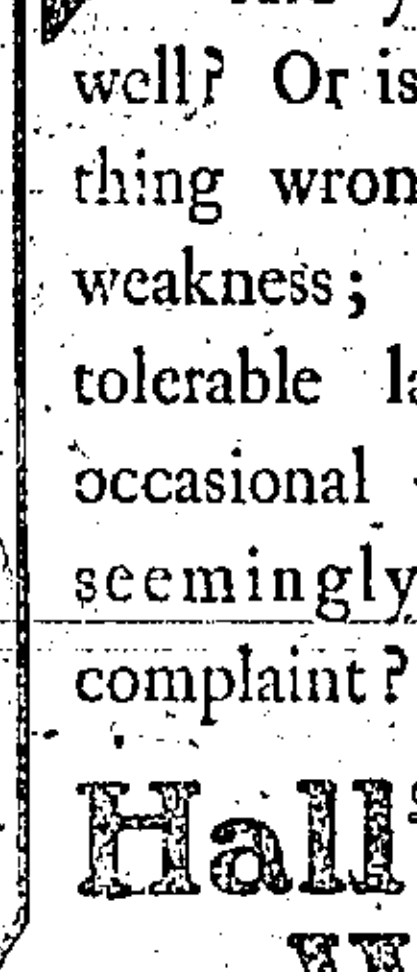 well? Or is
thing wron
weakness;
tolerable la
occasional
seemingly
complaint?
Hall'
W